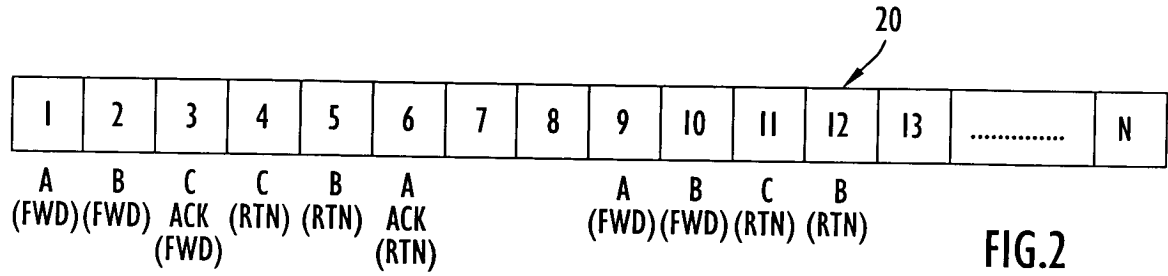 20
1 2 3 4 5 6 7 8 9 10 11 12 13 .............. N
A B C C B A A B C B
(FWD) (FWD) ACK (RTN) (RTN) ACK (FWD) (FWD) (RTN) (RTN)
(FWD) (RTN)
FIG.2